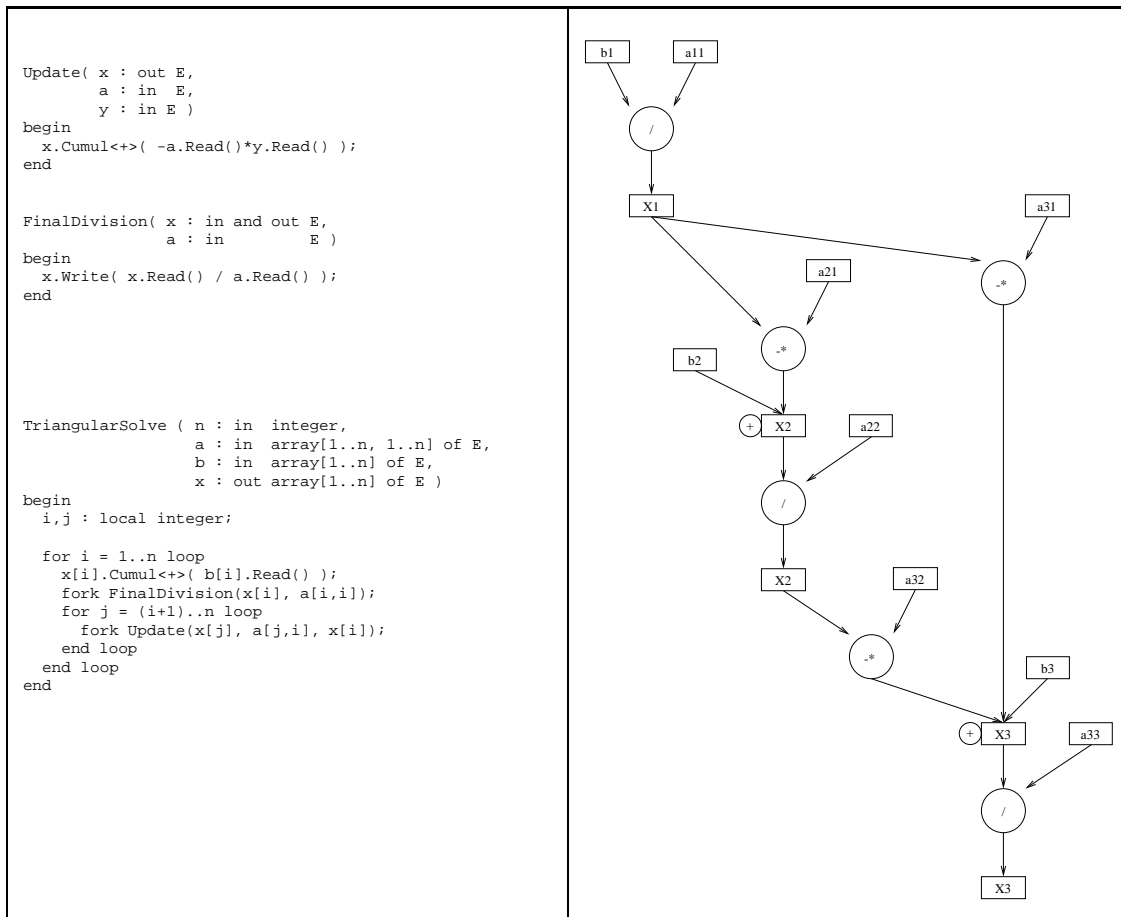 Update( x : out E,
        a : in  E,
        y : in E )
begin
  x.Cumul<+>( -a.Read()*y.Read() );
end
FinalDivision( x : in and out E,
               a : in         E )
begin
  x.Write( x.Read() / a.Read() );
end
TriangularSolve ( n : in  integer,
                  a : in  array[1..n, 1..n] of E,
                  b : in  array[1..n] of E,
                  x : out array[1..n] of E )
begin
  i,j : local integer;
  for i = 1..n loop
    x[i].Cumul<+>( b[i].Read() );
    fork FinalDivision(x[i], a[i,i]);
    for j = (i+1)..n loop
      fork Update(x[j], a[j,i], x[i]);
    end loop
  end loop
end
b1 a11
/
X1 a31
-*
a21
-*
b2
+ X2 a22
/
X2 a32
-*
b3
+ X3 a33
/
X3